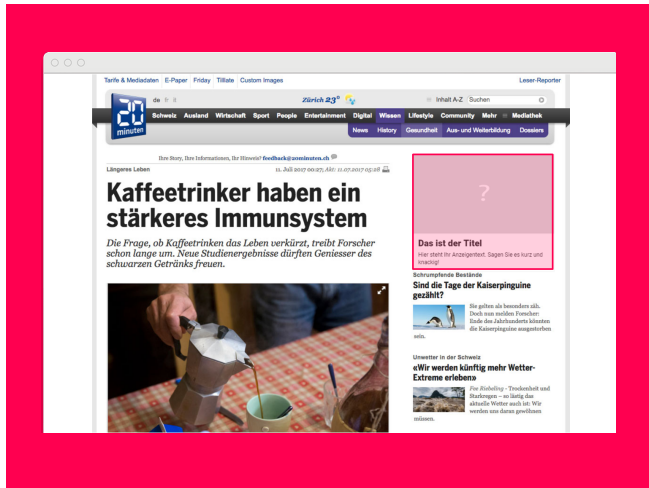 Tarife & Mediadaten E-Paper Friday Tilllate Custom Images Leser-Reporter
de fr it Zürich 23° Inhalt A-Z Suchen
20
minuten
Schweiz Ausland Wirtschaft Sport People Entertainment Digital Wissen Lifestyle Community Mehr Mediathek
News History Gesundheit Aus- und Weiterbildung Dossiers
Ihre Story, Ihre Informationen, Ihr Hinweis? feedback@20minuten.ch
Längeres Leben 11. Juli 2017 00:27; Akt: 11.07.2017 05:28
Kaffeetrinker haben ein
stärkeres Immunsystem
Die Frage, ob Kaffeetrinken das Leben verkürzt, treibt Forscher
schon lange um. Neue Studienergebnisse dürften Geniesser des
schwarzen Getränks freuen.
?
Das ist der Titel
Hier steht Ihr Anzeigentext. Sagen Sie es kurz und
knackig!
Schrumpfende Bestände
Sind die Tage der Kaiserpinguine
gezählt?
Sie gelten als besonders zäh.
Doch nun melden Forscher:
Ende des Jahrhunderts könnten
die Kaiserpinguine ausgestorben
sein.
Unwetter in der Schweiz
«Wir werden künftig mehr Wetter-
Extreme erleben»
Fee Riebeling - Trockenheit und
Starkregen – so lästig das
aktuelle Wetter auch ist: Wir
werden uns daran gewöhnen
müssen.